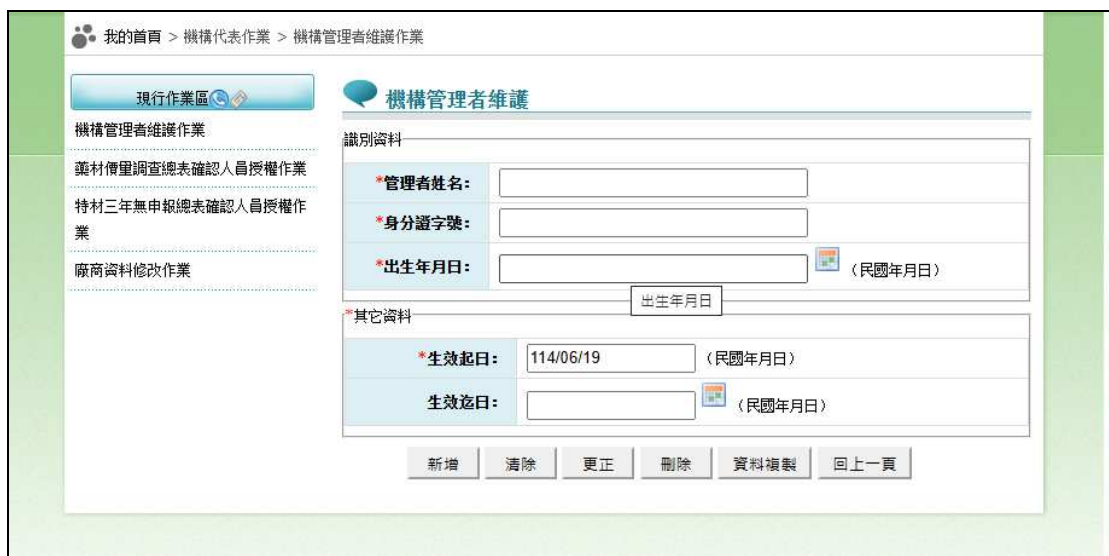 我的首頁 > 機構代表作業 > 機構管理者維護作業
現行作業區
機構管理者維護作業
藥材價量調查總表確認人員授權作業
特材三年無申報總表確認人員授權作
業
廠商資料修改作業
機構管理者維護
識別資料
*管理者姓名:
*身分證字號:
*出生年月日: (民國年月日)
出生年月日
*其它資料
*生效起日: 114/06/19 (民國年月日)
生效迄日: (民國年月日)
新增 清除 更正 刪除 資料複製 回上一頁